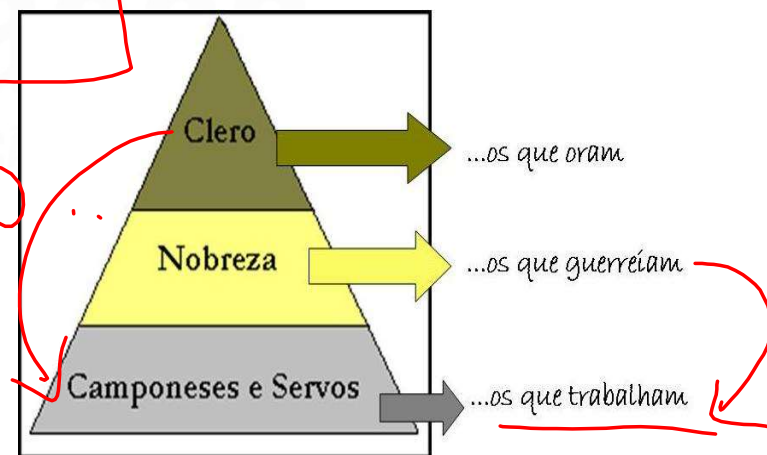 Clero
...os que oram
Nobreza
...os que guerreiam
Camponeses e Servos
...os que trabalham